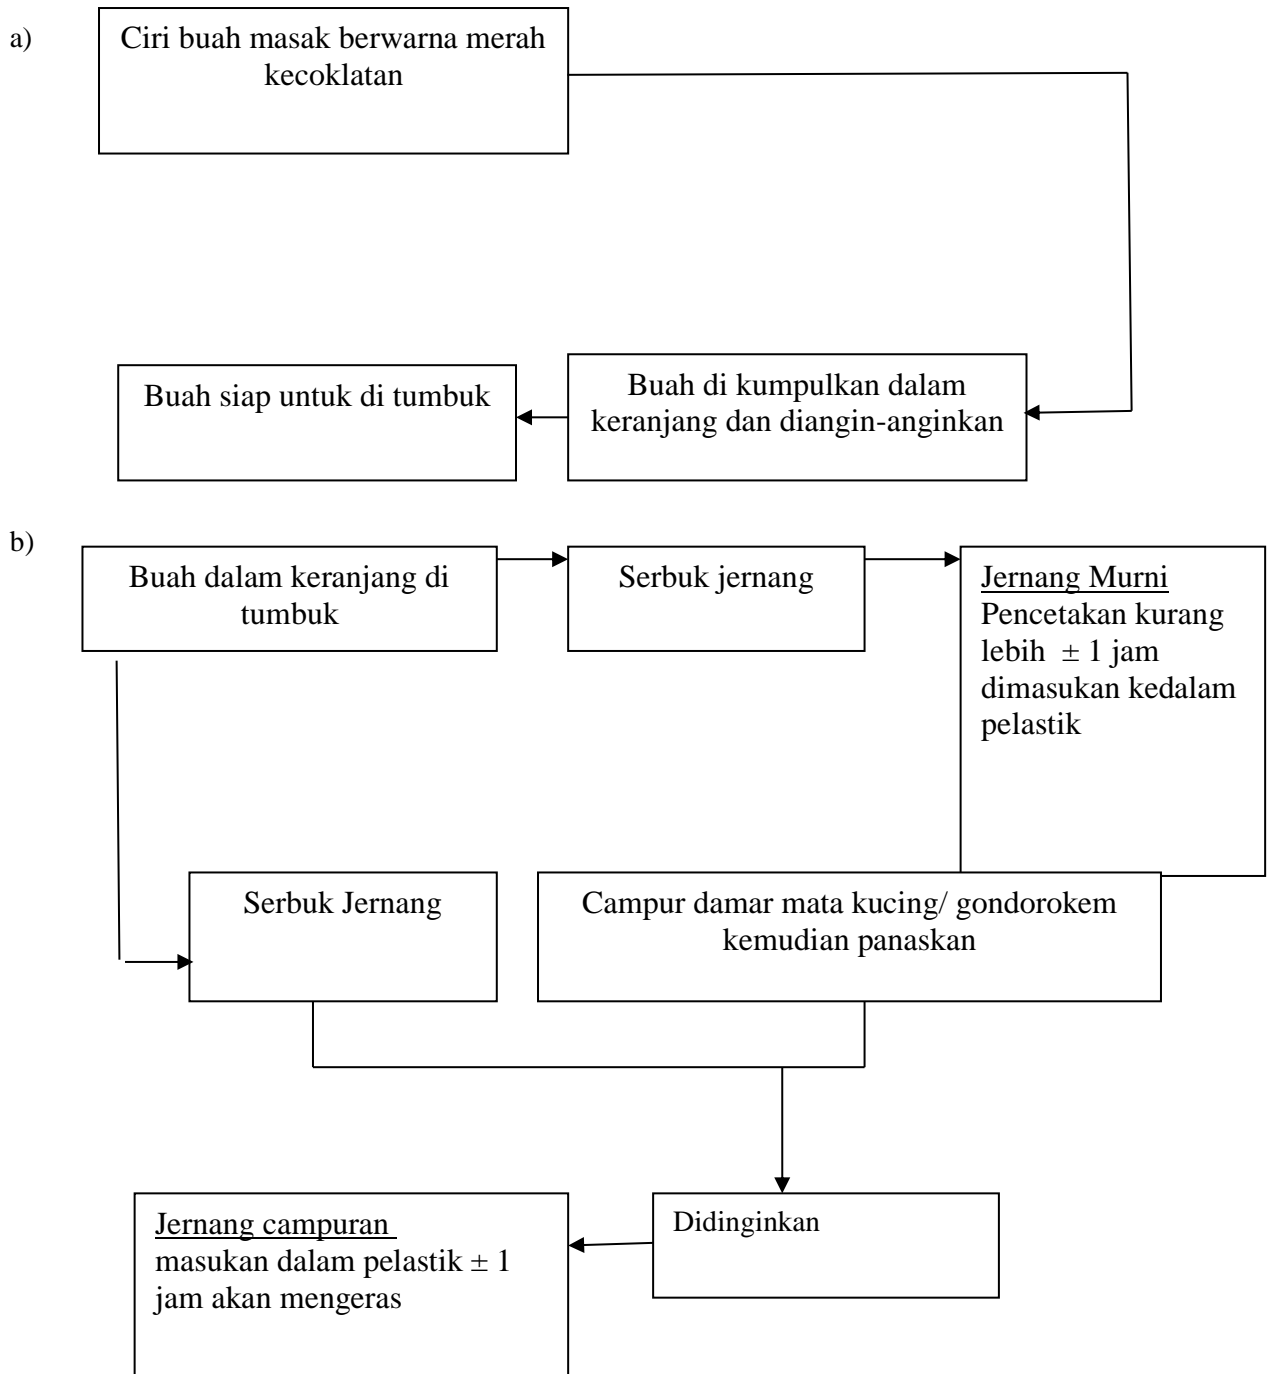 a)
Ciri buah masak berwarna merah
kecoklatan
Buah di kumpulkan dalam
keranjang dan diangin-anginkan
Buah siap untuk di tumbuk
b)
Buah dalam keranjang di
tumbuk
Serbuk jernang
Jernang Murni
Pencetakan kurang
lebih ± 1 jam
dimasukan kedalam
pelastik
Serbuk Jernang
Campur damar mata kucing/ gondorokem
kemudian panaskan
Didinginkan
Jernang campuran
masukan dalam pelastik ± 1
jam akan mengeras